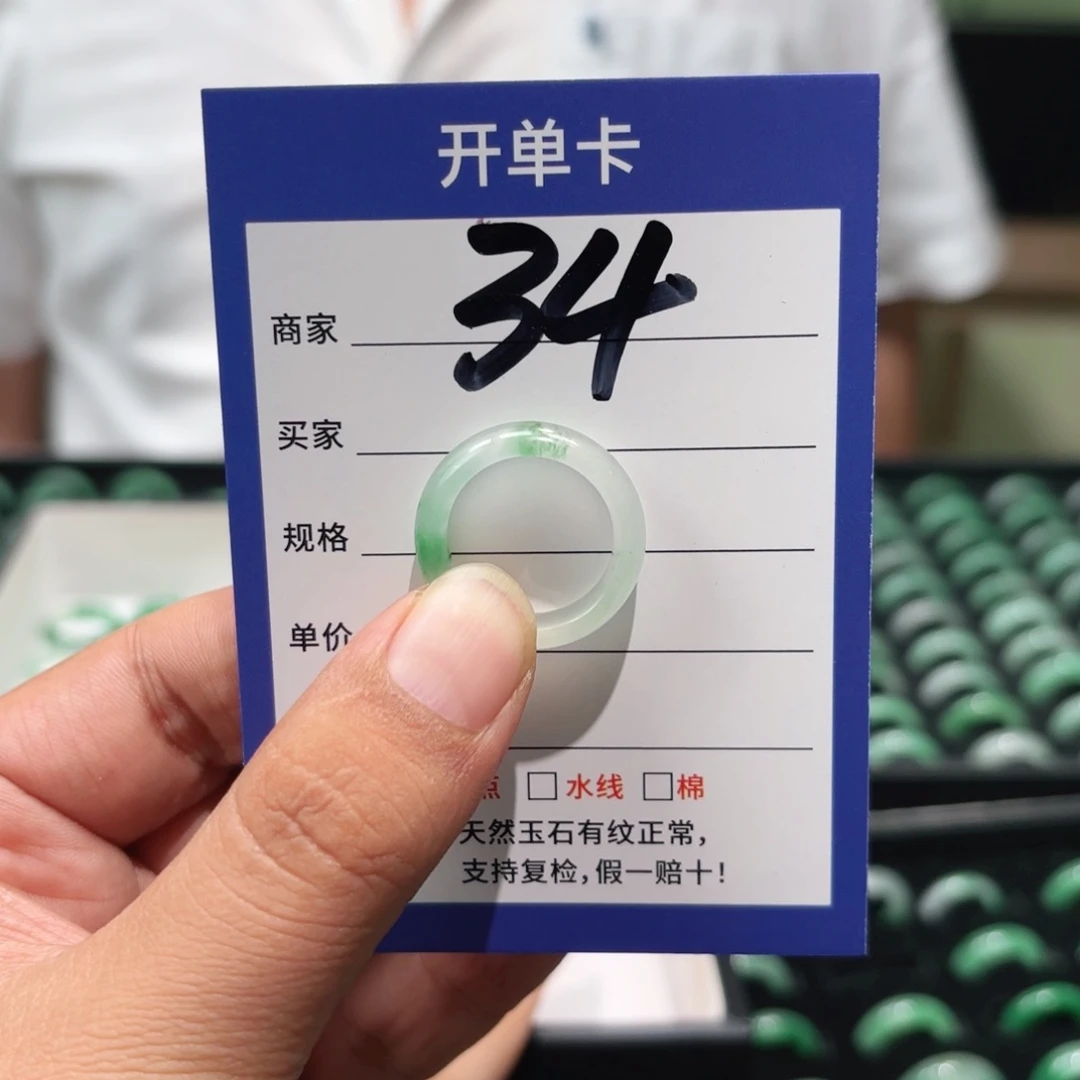 开单卡
34
商家
买家
规格
单价
点 □水线 □棉
天然玉石有纹正常，
支持复检，假一赔十！